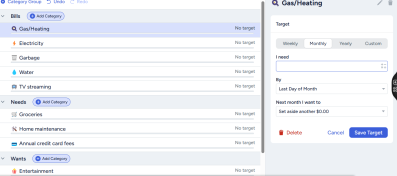 Category Group Undo Redo
Bills Add Category
Gas/Heating No target
Electricity No target
Garbage No target
Water No target
TV streaming No target
Needs Add Category
Groceries No target
Home maintenance No target
Annual credit card fees No target
Wants Add Category
Entertainment No target
Gas/Heating
Target
Weekly Monthly Yearly Custom
I need
By
Last Day of Month
Next month I want to
Set aside another $0.00
Delete Cancel Save Target